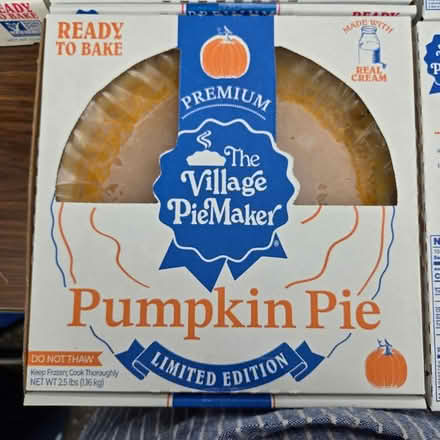 READY
TO BAKE
PREMIUM
MADE WITH
REAL
CREAM
The
Village
PieMaker
Pumpkin Pie
LIMITED EDITION
DO NOT THAW
Keep Frozen; Cook Thoroughly
NET WT 2.5 lbs (1.16 kg)